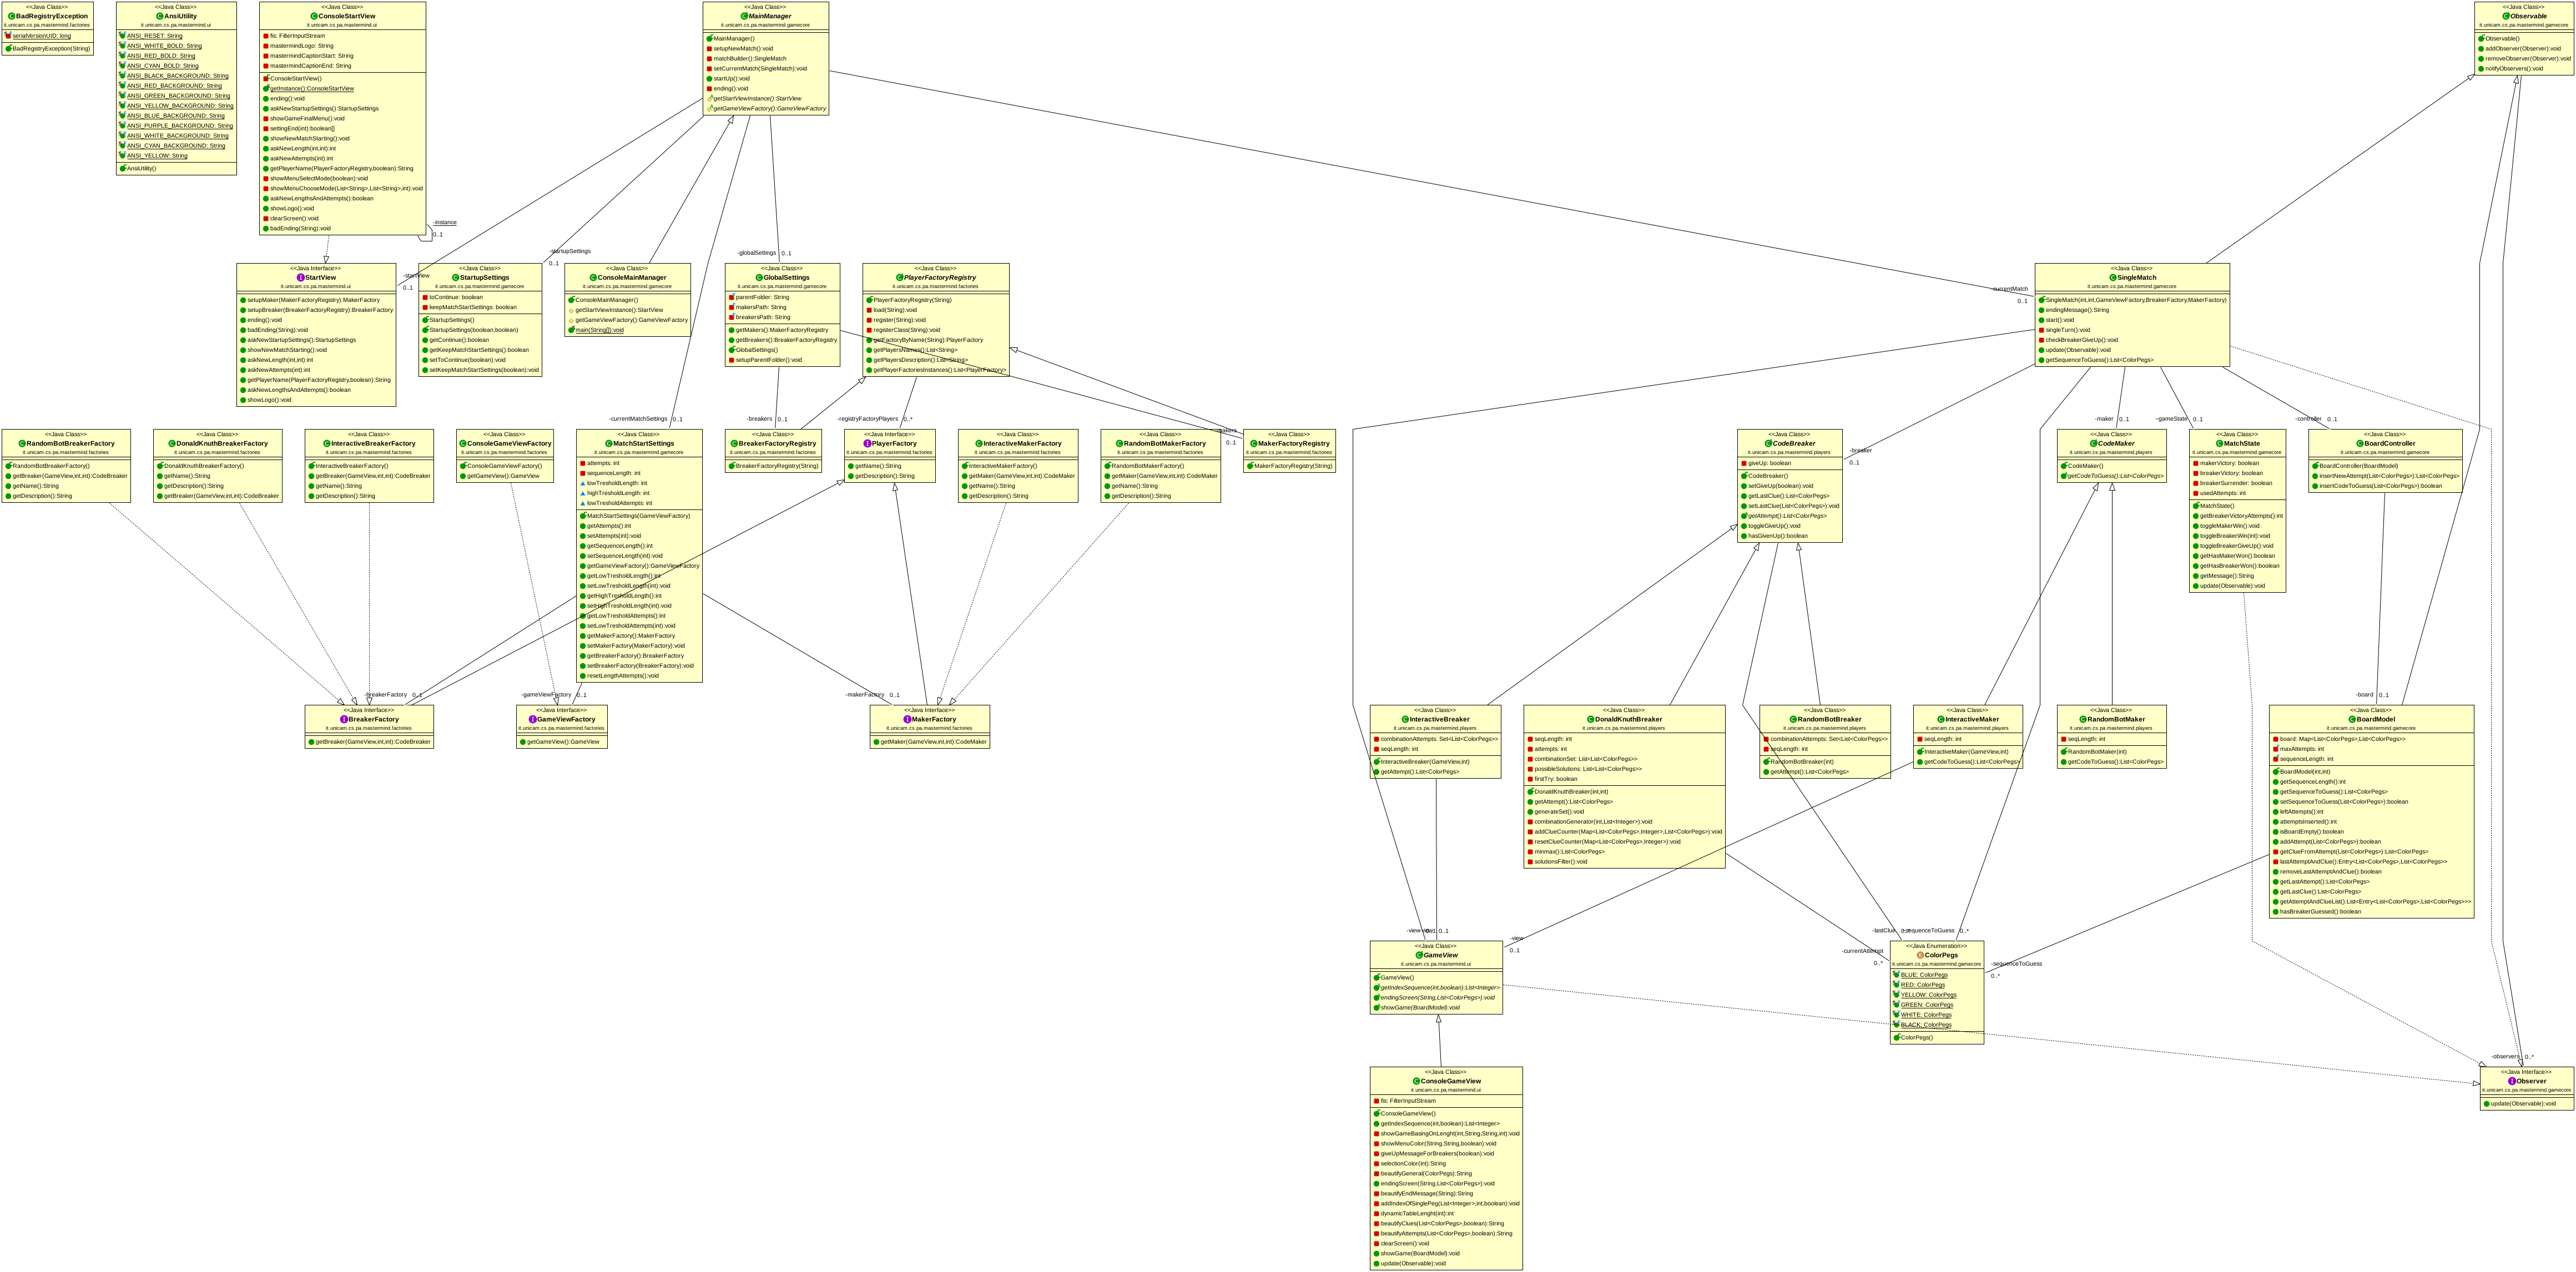 <<Java Class>>
BadRegistryException
it.unicam.cs.pa.mastermind.factories
serialVersionUID: long
BadRegistryException(String)
<<Java Class>>
AnsiUtility
it.unicam.cs.pa.mastermind.ui
ANSI_RESET: String
ANSI_WHITE_BOLD: String
ANSI_RED_BOLD: String
ANSI_CYAN_BOLD: String
ANSI_BLACK_BACKGROUND: String
ANSI_RED_BACKGROUND: String
ANSI_GREEN_BACKGROUND: String
ANSI_YELLOW_BACKGROUND: String
ANSI_BLUE_BACKGROUND: String
ANSI_PURPLE_BACKGROUND: String
ANSI_WHITE_BACKGROUND: String
ANSI_CYAN_BACKGROUND: String
ANSI_YELLOW: String
AnsiUtility()
<<Java Class>>
ConsoleStartView
it.unicam.cs.pa.mastermind.ui
fis: FilterInputStream
mastermindLogo: String
mastermindCaptionStart: String
mastermindCaptionEnd: String
ConsoleStartView()
getInstance():ConsoleStartView
ending():void
askNewStartupSettings():StartupSettings
showGameFinalMenu():void
settingEnd(int):boolean[]
showNewMatchStarting():void
askNewLength(int,int):int
askNewAttempts(int):int
getPlayerName(PlayerFactoryRegistry,boolean):String
showMenuSelectMode(boolean):void
showMenuChooseMode(List<String>,List<String>,int):void
askNewLengthsAndAttempts():boolean
showLogo():void
clearScreen():void
badEnding(String):void
-instance
0..1
<<Java Class>>
MainManager
it.unicam.cs.pa.mastermind.gamecore
MainManager()
setupNewMatch():void
matchBuilder():SingleMatch
setCurrentMatch(SingleMatch):void
startUp():void
ending():void
getStartViewInstance():StartView
getGameViewFactory():GameViewFactory
<<Java Class>>
Observable
it.unicam.cs.pa.mastermind.gamecore
Observable()
addObserver(Observer):void
removeObserver(Observer):void
notifyObservers():void
<<Java Interface>>
StartView
it.unicam.cs.pa.mastermind.ui
setupMaker(MakerFactoryRegistry):MakerFactory
setupBreaker(BreakerFactoryRegistry):BreakerFactory
ending():void
badEnding(String):void
askNewStartupSettings():StartupSettings
showNewMatchStarting():void
askNewLength(int,int):int
askNewAttempts(int):int
getPlayerName(PlayerFactoryRegistry,boolean):String
askNewLengthsAndAttempts():boolean
showLogo():void
-startView
0..1
-startupSettings
0..1
<<Java Class>>
StartupSettings
it.unicam.cs.pa.mastermind.gamecore
toContinue: boolean
keepMatchStartSettings: boolean
StartupSettings()
StartupSettings(boolean,boolean)
getContinue():boolean
getKeepMatchStartSettings():boolean
setToContinue(boolean):void
setKeepMatchStartSettings(boolean):void
<<Java Class>>
ConsoleMainManager
it.unicam.cs.pa.mastermind.gamecore
ConsoleMainManager()
getStartViewInstance():StartView
getGameViewFactory():GameViewFactory
main(String[]):void
-globalSettings 0..1
<<Java Class>>
GlobalSettings
it.unicam.cs.pa.mastermind.gamecore
parentFolder: String
makersPath: String
breakersPath: String
getMakers():MakerFactoryRegistry
getBreakers():BreakerFactoryRegistry
GlobalSettings()
setupParentFolder():void
<<Java Class>>
PlayerFactoryRegistry
it.unicam.cs.pa.mastermind.factories
PlayerFactoryRegistry(String)
load(String):void
register(String):void
registerClass(String):void
getFactoryByName(String):PlayerFactory
getPlayersNames():List<String>
getPlayersDescription():List<String>
getPlayerFactoriesInstances():List<PlayerFactory>
-currentMatch
0..1
<<Java Class>>
SingleMatch
it.unicam.cs.pa.mastermind.gamecore
SingleMatch(int,int,GameViewFactory,BreakerFactory,MakerFactory)
endingMessage():String
start():void
singleTurn():void
checkBreakerGiveUp():void
update(Observable):void
getSequenceToGuess():List<ColorPegs>
<<Java Class>>
RandomBotBreakerFactory
it.unicam.cs.pa.mastermind.factories
RandomBotBreakerFactory()
getBreaker(GameView,int,int):CodeBreaker
getName():String
getDescription():String
<<Java Class>>
DonaldKnuthBreakerFactory
it.unicam.cs.pa.mastermind.factories
DonaldKnuthBreakerFactory()
getName():String
getDescription():String
getBreaker(GameView,int,int):CodeBreaker
<<Java Class>>
InteractiveBreakerFactory
it.unicam.cs.pa.mastermind.factories
InteractiveBreakerFactory()
getBreaker(GameView,int,int):CodeBreaker
getName():String
getDescription():String
<<Java Class>>
ConsoleGameViewFactory
it.unicam.cs.pa.mastermind.factories
ConsoleGameViewFactory()
getGameView():GameView
-currentMatchSettings 0..1
<<Java Class>>
MatchStartSettings
it.unicam.cs.pa.mastermind.gamecore
attempts: int
sequenceLength: int
lowTresholdLength: int
highTresholdLength: int
lowTresholdAttempts: int
MatchStartSettings(GameViewFactory)
getAttempts():int
setAttempts(int):void
getSequenceLength():int
setSequenceLength(int):void
getGameViewFactory():GameViewFactory
getLowTresholdLength():int
setLowTresholdLength(int):void
getHighTresholdLength():int
setHighTresholdLength(int):void
getLowTresholdAttempts():int
setLowTresholdAttempts(int):void
getMakerFactory():MakerFactory
setMakerFactory(MakerFactory):void
getBreakerFactory():BreakerFactory
setBreakerFactory(BreakerFactory):void
resetLengthAttempts():void
-breakers 0..1
<<Java Class>>
BreakerFactoryRegistry
it.unicam.cs.pa.mastermind.factories
BreakerFactoryRegistry(String)
-registryFactoryPlayers 0..*
<<Java Interface>>
PlayerFactory
it.unicam.cs.pa.mastermind.factories
getName():String
getDescription():String
<<Java Class>>
InteractiveMakerFactory
it.unicam.cs.pa.mastermind.factories
InteractiveMakerFactory()
getMaker(GameView,int,int):CodeMaker
getName():String
getDescription():String
<<Java Class>>
RandomBotMakerFactory
it.unicam.cs.pa.mastermind.factories
RandomBotMakerFactory()
getMaker(GameView,int,int):CodeMaker
getName():String
getDescription():String
-makers
0..1
<<Java Class>>
MakerFactoryRegistry
it.unicam.cs.pa.mastermind.factories
MakerFactoryRegistry(String)
<<Java Class>>
CodeBreaker
it.unicam.cs.pa.mastermind.players
giveUp: boolean
CodeBreaker()
setGiveUp(boolean):void
getLastClue():List<ColorPegs>
setLastClue(List<ColorPegs>):void
getAttempt():List<ColorPegs>
toggleGiveUp():void
hasGivenUp():boolean
-breaker
0..1
-maker 0..1
<<Java Class>>
CodeMaker
it.unicam.cs.pa.mastermind.players
CodeMaker()
getCodeToGuess():List<ColorPegs>
~gameState 0..1
<<Java Class>>
MatchState
it.unicam.cs.pa.mastermind.gamecore
makerVictory: boolean
breakerVictory: boolean
breakerSurrender: boolean
usedAttempts: int
MatchState()
getBreakerVictoryAttempts():int
toggleMakerWin():void
toggleBreakerWin(int):void
toggleBreakerGiveUp():void
getHasMakerWon():boolean
getHasBreakerWon():boolean
getMessage():String
update(Observable):void
-controller 0..1
<<Java Class>>
BoardController
it.unicam.cs.pa.mastermind.gamecore
BoardController(BoardModel)
insertNewAttempt(List<ColorPegs>):List<ColorPegs>
insertCodeToGuess(List<ColorPegs>):boolean
-breakerFactory 0..1
<<Java Interface>>
BreakerFactory
it.unicam.cs.pa.mastermind.factories
getBreaker(GameView,int,int):CodeBreaker
-gameViewFactory 0..1
<<Java Interface>>
GameViewFactory
it.unicam.cs.pa.mastermind.factories
getGameView():GameView
-makerFactory 0..1
<<Java Interface>>
MakerFactory
it.unicam.cs.pa.mastermind.factories
getMaker(GameView,int,int):CodeMaker
<<Java Class>>
InteractiveBreaker
it.unicam.cs.pa.mastermind.players
combinationAttempts: Set<List<ColorPegs>>
seqLength: int
InteractiveBreaker(GameView,int)
getAttempt():List<ColorPegs>
<<Java Class>>
DonaldKnuthBreaker
it.unicam.cs.pa.mastermind.players
seqLength: int
attempts: int
combinationSet: List<List<ColorPegs>>
possibleSolutions: List<List<ColorPegs>>
firstTry: boolean
DonaldKnuthBreaker(int,int)
getAttempt():List<ColorPegs>
generateSet():void
combinationGenerator(int,List<Integer>):void
addClueCounter(Map<List<ColorPegs>,Integer>,List<ColorPegs>):void
resetClueCounter(Map<List<ColorPegs>,Integer>):void
minmax():List<ColorPegs>
solutionsFilter():void
<<Java Class>>
RandomBotBreaker
it.unicam.cs.pa.mastermind.players
combinationAttempts: Set<List<ColorPegs>>
seqLength: int
RandomBotBreaker(int)
getAttempt():List<ColorPegs>
<<Java Class>>
InteractiveMaker
it.unicam.cs.pa.mastermind.players
seqLength: int
InteractiveMaker(GameView,int)
getCodeToGuess():List<ColorPegs>
<<Java Class>>
RandomBotMaker
it.unicam.cs.pa.mastermind.players
seqLength: int
RandomBotMaker(int)
getCodeToGuess():List<ColorPegs>
-board 0..1
<<Java Class>>
BoardModel
it.unicam.cs.pa.mastermind.gamecore
board: Map<List<ColorPegs>,List<ColorPegs>>
maxAttempts: int
sequenceLength: int
BoardModel(int,int)
getSequenceLength():int
getSequenceToGuess():List<ColorPegs>
setSequenceToGuess(List<ColorPegs>):boolean
leftAttempts():int
attemptsInserted():int
isBoardEmpty():boolean
addAttempt(List<ColorPegs>):boolean
getClueFromAttempt(List<ColorPegs>):List<ColorPegs>
lastAttemptAndClue():Entry<List<ColorPegs>,List<ColorPegs>>
removeLastAttemptAndClue():boolean
getLastAttempt():List<ColorPegs>
getLastClue():List<ColorPegs>
getAttemptAndClueList():List<Entry<List<ColorPegs>,List<ColorPegs>>>
hasBreakerGuessed():boolean
-view 0..1
<<Java Class>>
GameView
it.unicam.cs.pa.mastermind.ui
GameView()
getIndexSequence(int,boolean):List<Integer>
endingScreen(String,List<ColorPegs>):void
showGame(BoardModel):void
-view
0..1
-lastClue
-sequenceToGuess 0..*
-currentAttempt
0..*
<<Java Enumeration>>
ColorPegs
it.unicam.cs.pa.mastermind.gamecore
BLUE: ColorPegs
RED: ColorPegs
YELLOW: ColorPegs
GREEN: ColorPegs
WHITE: ColorPegs
BLACK: ColorPegs
ColorPegs()
-sequenceToGuess
0..*
-observers 0..*
<<Java Interface>>
Observer
it.unicam.cs.pa.mastermind.gamecore
update(Observable):void
<<Java Class>>
ConsoleGameView
it.unicam.cs.pa.mastermind.ui
fis: FilterInputStream
ConsoleGameView()
getIndexSequence(int,boolean):List<Integer>
showGameBasingOnLenght(int,String,String,int):void
showMenuColor(String,String,boolean):void
giveUpMessageForBreakers(boolean):void
selectionColor(int):String
beautifyGeneral(ColorPegs):String
endingScreen(String,List<ColorPegs>):void
beautifyEndMessage(String):String
addIndexOfSinglePeg(List<Integer>,int,boolean):void
dynamicTableLenght(int):int
beautifyClues(List<ColorPegs>,boolean):String
beautifyAttempts(List<ColorPegs>,boolean):String
clearScreen():void
showGame(BoardModel):void
update(Observable):void